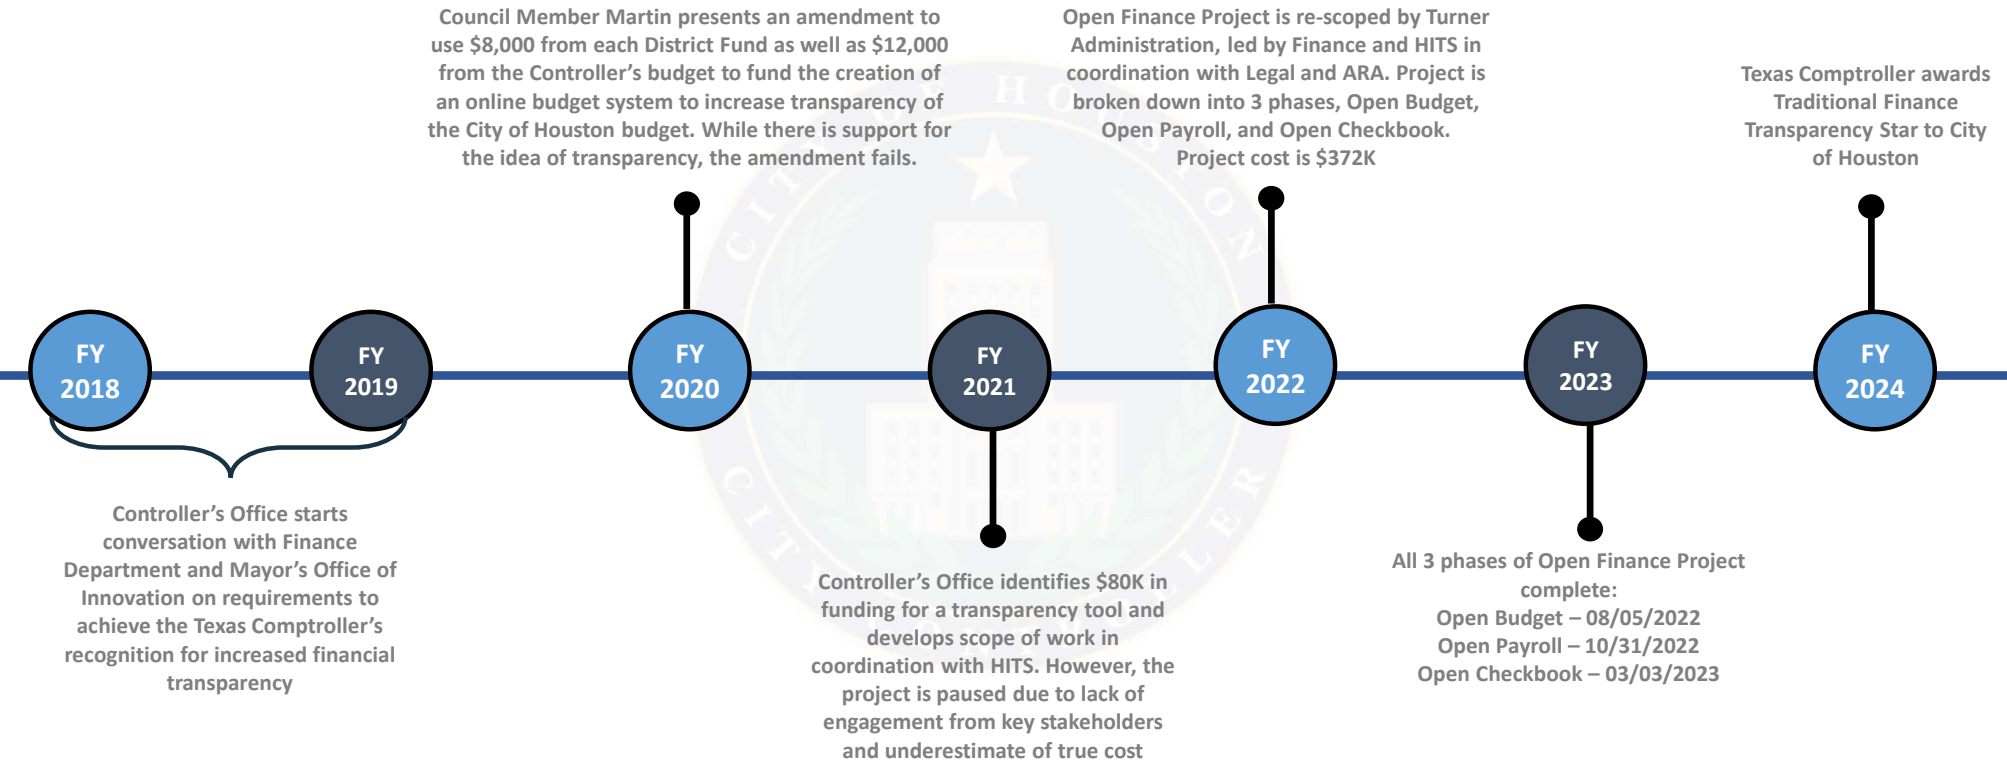 Council Member Martin presents an amendment to
use $8,000 from each District Fund as well as $12,000
from the Controller’s budget to fund the creation of
an online budget system to increase transparency of
the City of Houston budget. While there is support for
the idea of transparency, the amendment fails.
Open Finance Project is re-scoped by Turner
Administration, led by Finance and HITS in
coordination with Legal and ARA. Project is
broken down into 3 phases, Open Budget,
Open Payroll, and Open Checkbook.
Project cost is $372K
Texas Comptroller awards
Traditional Finance
Transparency Star to City
of Houston
FY
2018
FY
2019
FY
2020
FY
2021
FY
2022
FY
2023
FY
2024
Controller’s Office starts
conversation with Finance
Department and Mayor’s Office of
Innovation on requirements to
achieve the Texas Comptroller’s
recognition for increased financial
transparency
Controller’s Office identifies $80K in
funding for a transparency tool and
develops scope of work in
coordination with HITS. However, the
project is paused due to lack of
engagement from key stakeholders
and underestimate of true cost
All 3 phases of Open Finance Project
complete:
Open Budget – 08/05/2022
Open Payroll – 10/31/2022
Open Checkbook – 03/03/2023
CITY OF HOUSTON
CITY CONTROLLER